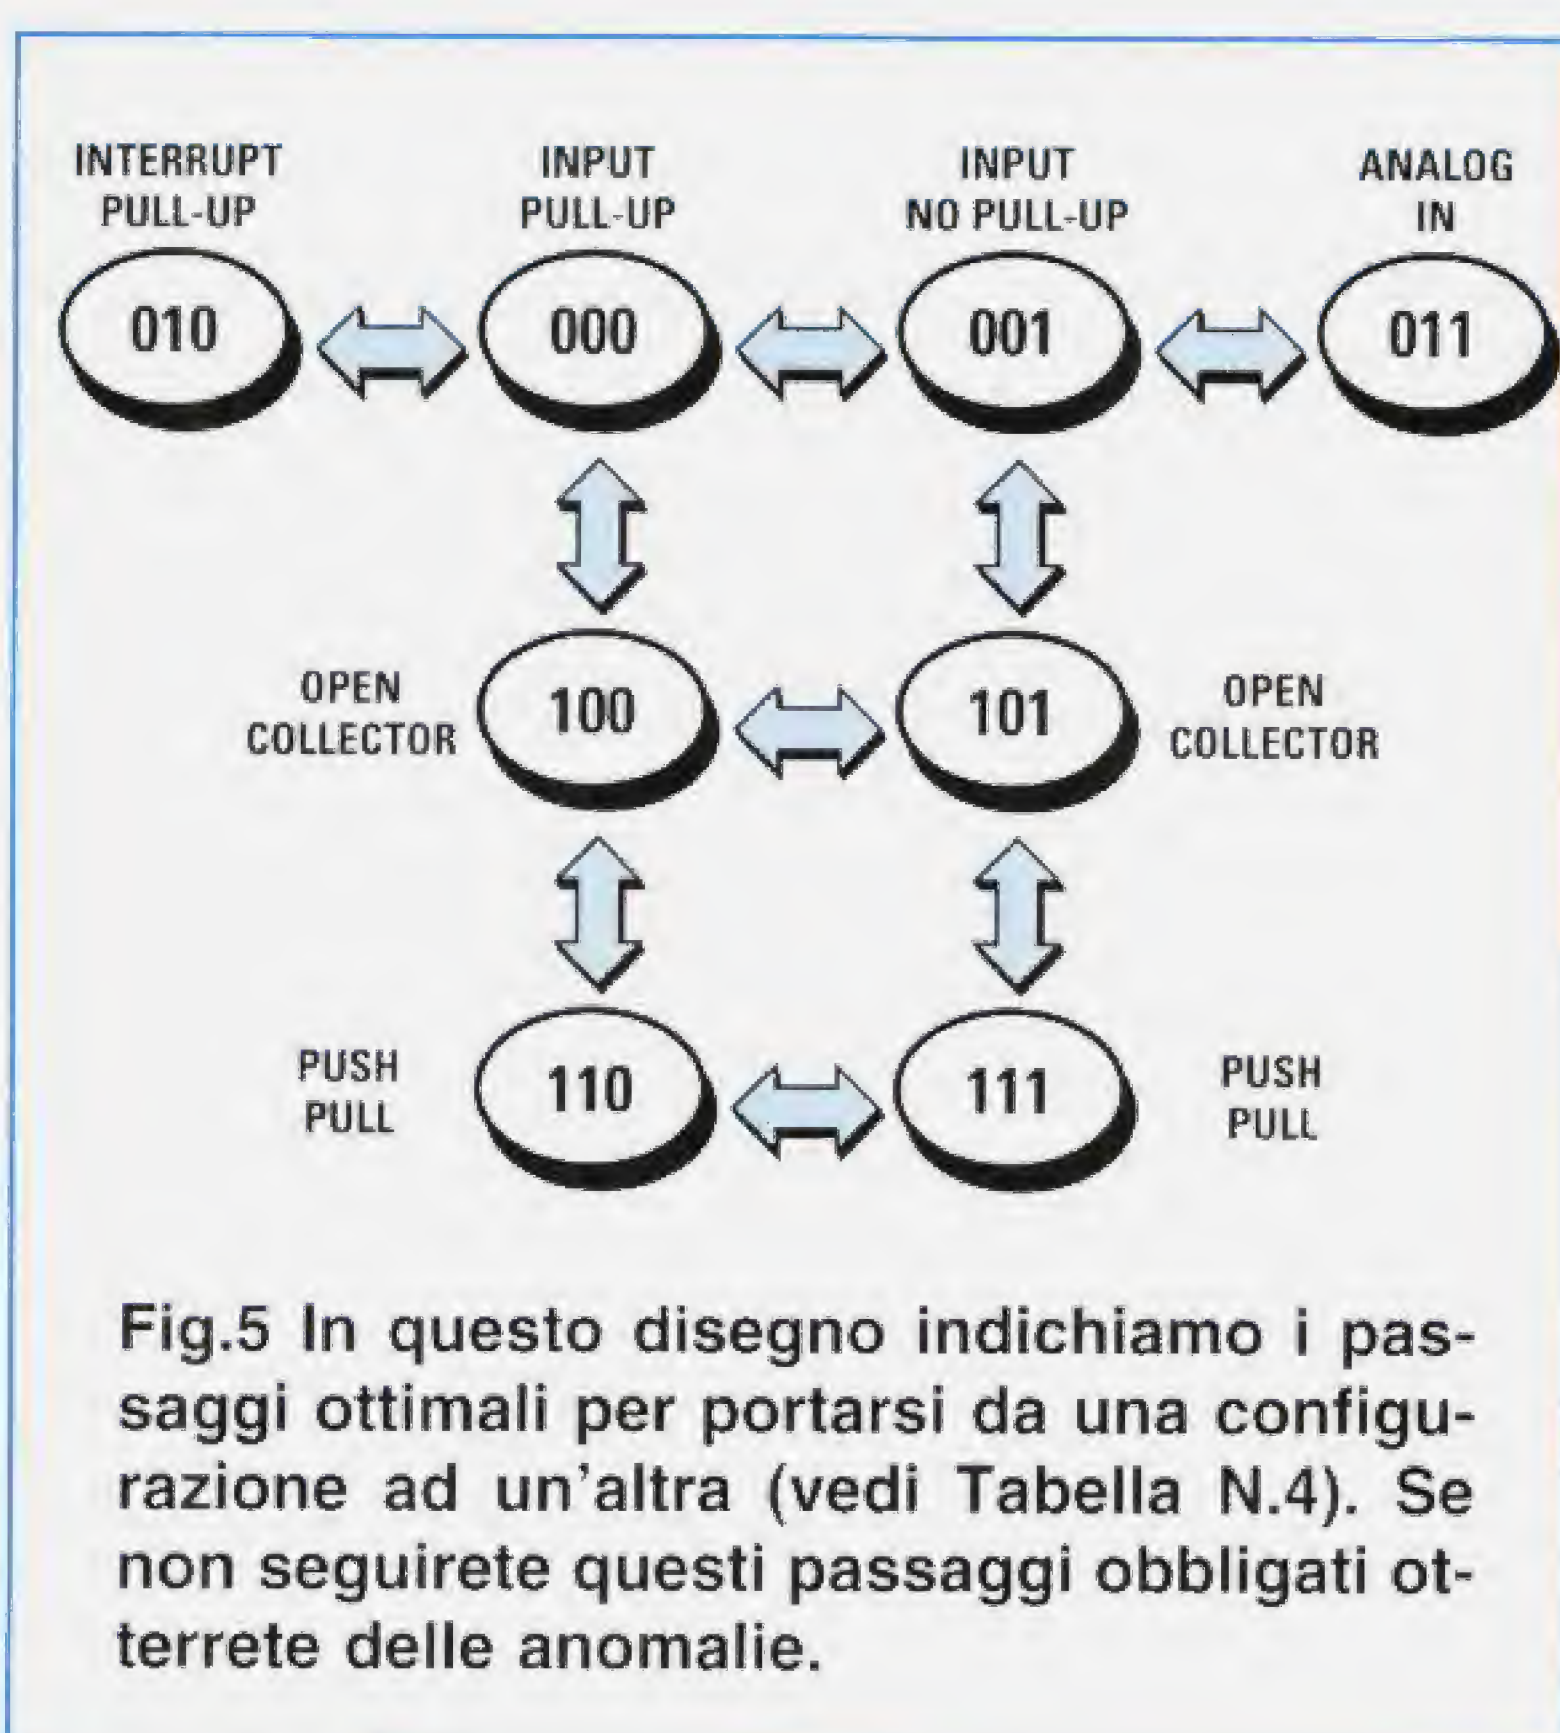 INTERRUPT PULL-UP
INPUT PULL-UP
INPUT NO PULL-UP
ANALOG IN
010
000
001
011
OPEN COLLECTOR
100
101
OPEN COLLECTOR
PUSH PULL
110
111
PUSH PULL
Fig.5 In questo disegno indichiamo i pas-
saggi ottimali per portarsi da una configu-
razione ad un'altra (vedi Tabella N.4). Se
non seguirete questi passaggi obbligati ot-
terrete delle anomalie.